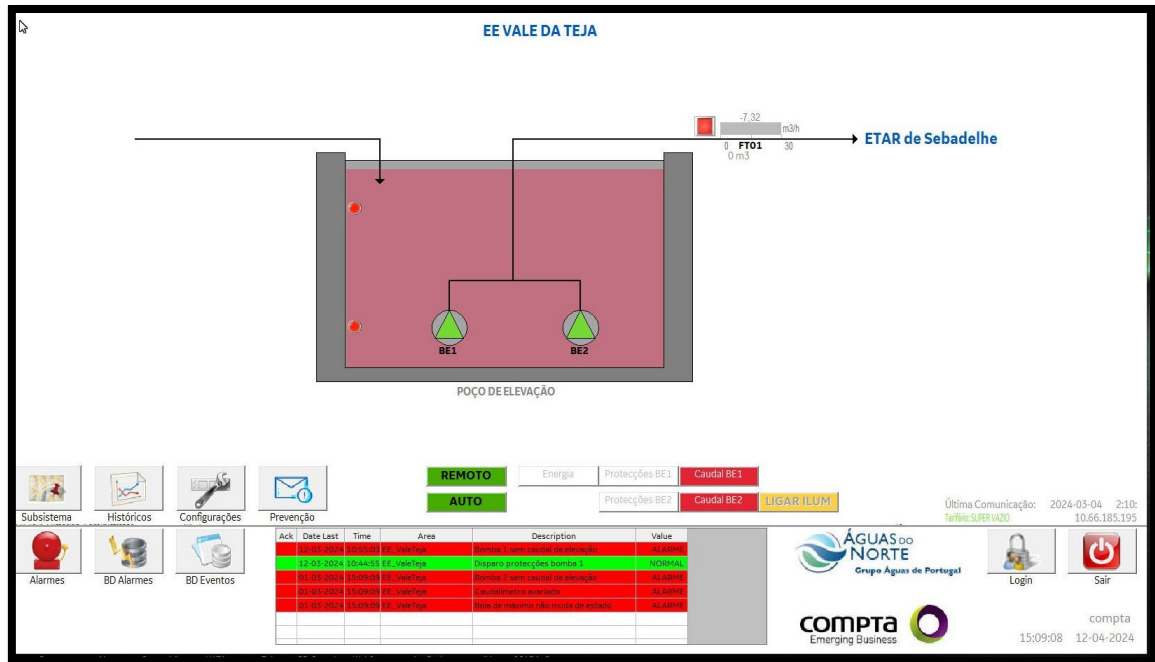 EE VALE DA TEJA
-7,32
m3/h
0 FT01 30
0 m3
ETAR de Sebadelhe
BE1 BE2
POÇO DE ELEVAÇÃO
REMOTO Energia Protecções BE1 Caudal BE1
AUTO Protecções BE2 Caudal BE2 LIGAR ILUM
Subsistema Históricos Configurações Prevenção
Última Comunicação: 2024-03-04 2:10:
Tarifário: SUPER VAZIO 10.66.185.195
Ack Date Last Time Area Description Value
12-03-2024 10:55:01 EE_ValeTeja Bomba 1 sem caudal de elevação ALARME
12-03-2024 10:44:55 EE_ValeTeja Disparo protecções bomba 1 NORMAL
01-03-2024 15:09:09 EE_ValeTeja Bomba 2 sem caudal de elevação ALARME
01-03-2024 15:09:09 EE_ValeTeja Caudalimetro avariado ALARME
01-03-2024 15:09:09 EE_ValeTeja Boia de máximo não muda de estado ALARME
Alarmes BD Alarmes BD Eventos
ÁGUAS DO
NORTE
Grupo Águas de Portugal
Login Sair
compta
Emerging Business
compta
15:09:08 12-04-2024